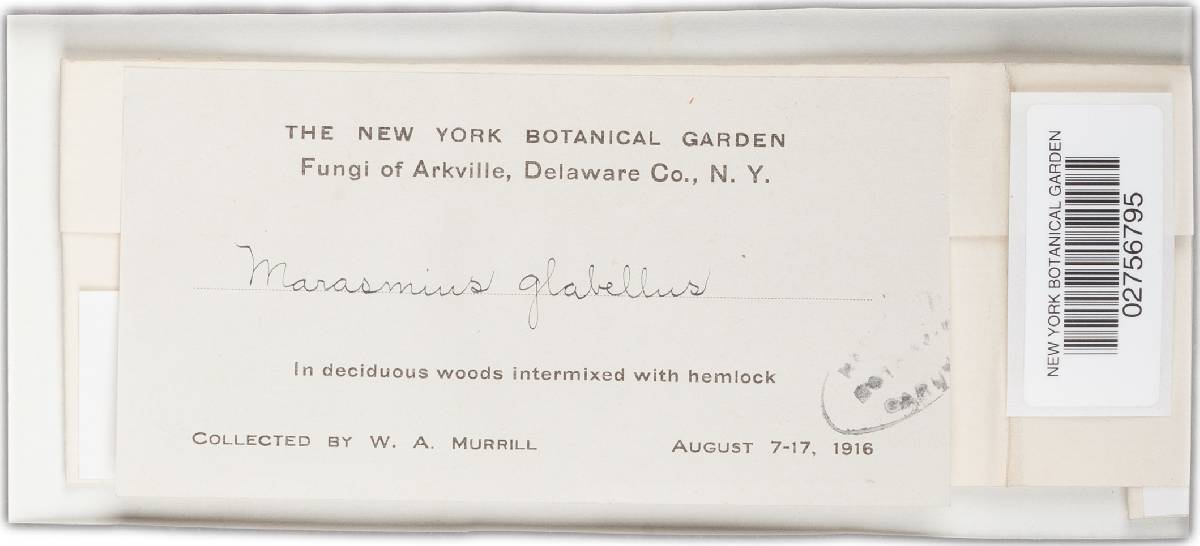 THE NEW YORK BOTANICAL GARDEN
Fungi of Arkville, Delaware Co., N. Y.
Marasmius glabellus
In deciduous woods intermixed with hemlock
COLLECTED BY W. A. MURRILL
AUGUST 7-17, 1916
NEW YORK BOTANICAL GARDEN
02756795